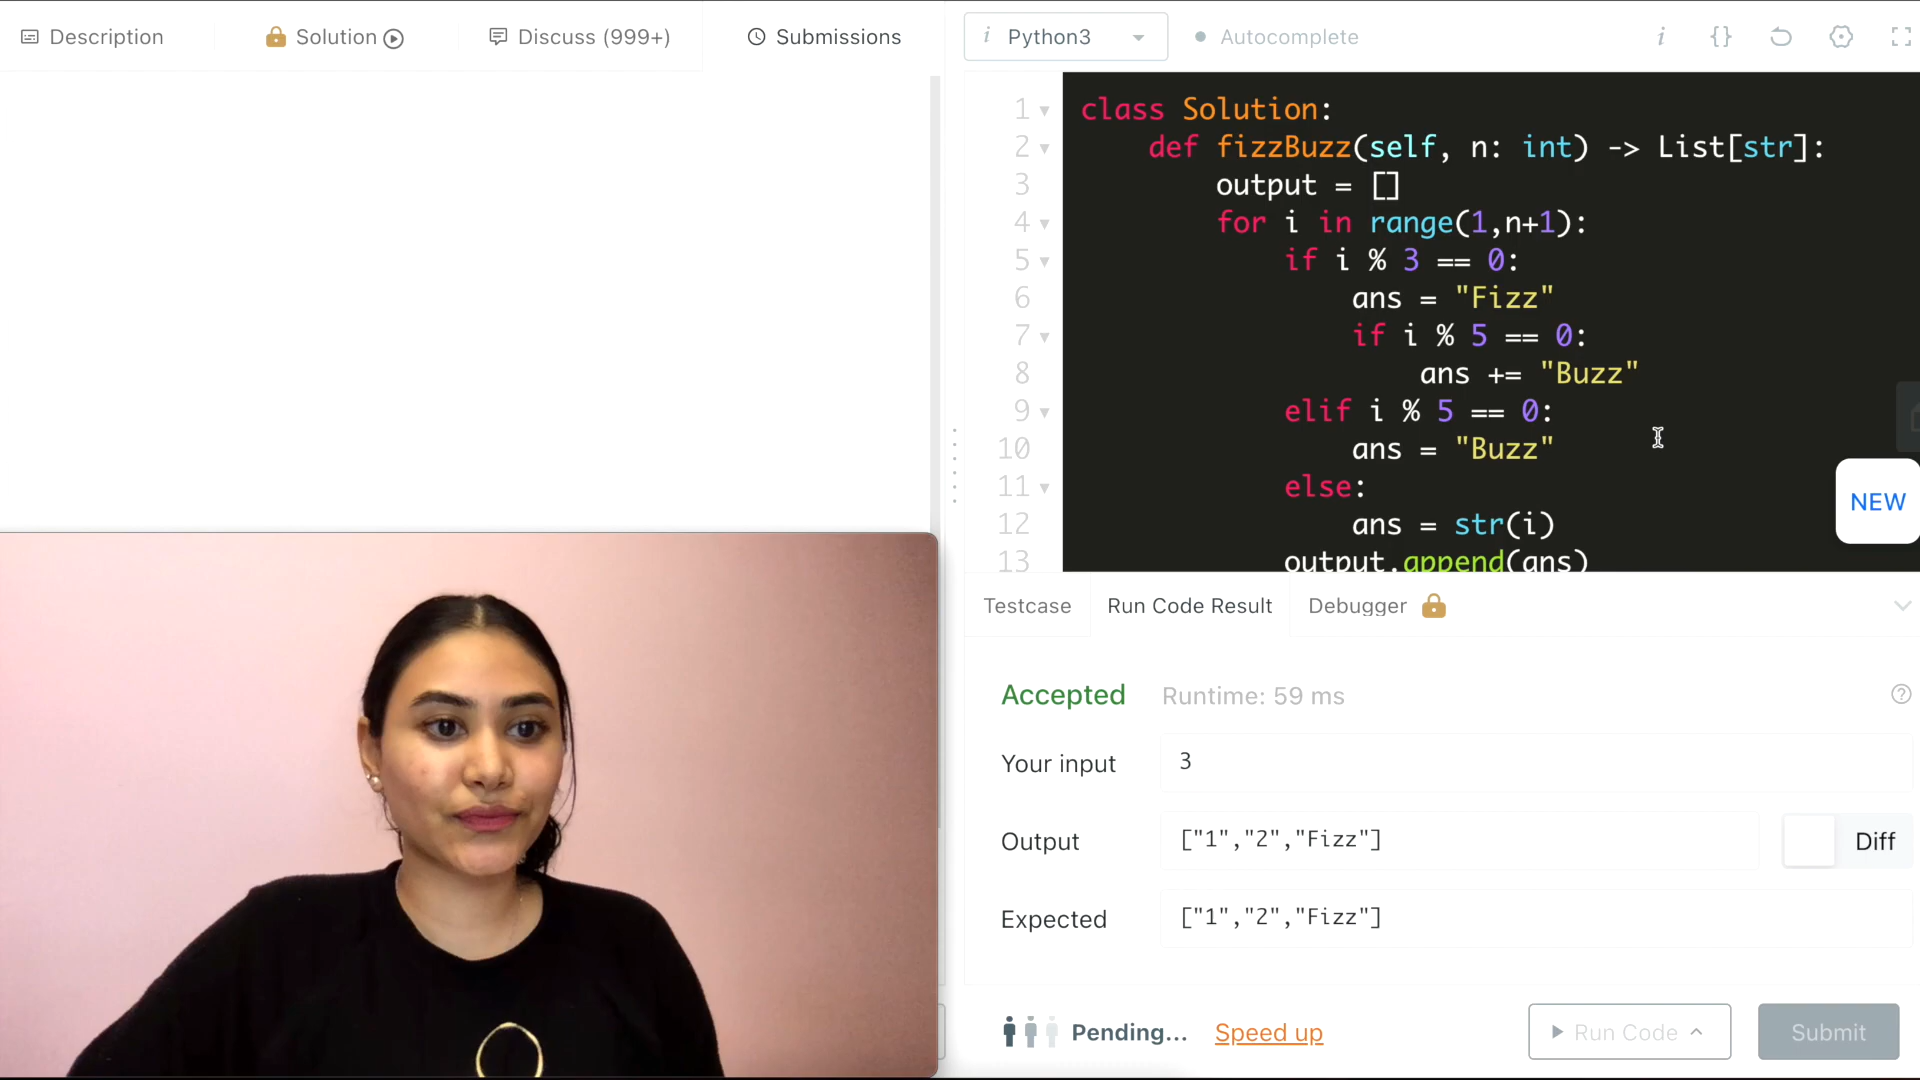 Description
Solution
Discuss (999+)
Submissions
i Python3
Autocomplete
i {}
1 class Solution:
2 def fizzBuzz(self, n: int) -> List[str]:
3 output = []
4 for i in range(1,n+1):
5 if i % 3 == 0:
6 ans = "Fizz"
7 if i % 5 == 0:
8 ans += "Buzz"
9 elif i % 5 == 0:
10 ans = "Buzz"
11 else:
12 ans = str(i)
13 output.append(ans)
NEW
Testcase
Run Code Result
Debugger
Accepted Runtime: 59 ms
?
Your input 3
Output ["1","2","Fizz"]
Diff
Expected ["1","2","Fizz"]
Pending... Speed up
Run Code
Submit